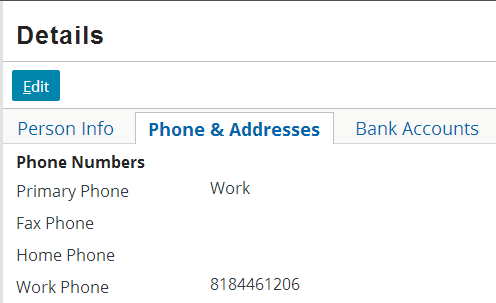 Details
Edit
Person Info Phone & Addresses Bank Accounts
Phone Numbers
Primary Phone Work
Fax Phone
Home Phone
Work Phone 8184461206